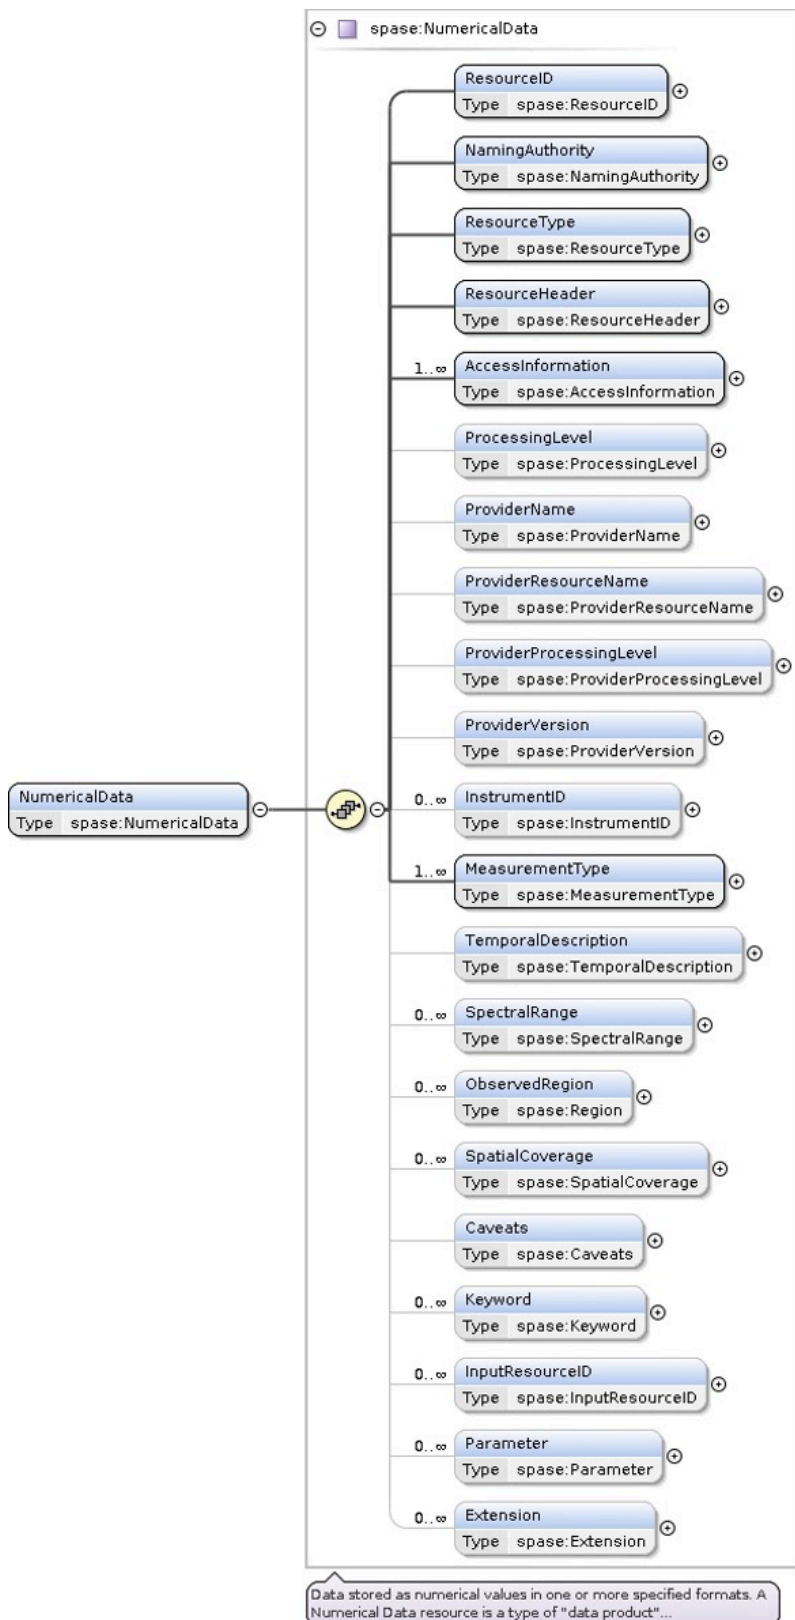 spase:NumericalData
ResourceID
Type spase:ResourceID
NamingAuthority
Type spase:NamingAuthority
ResourceType
Type spase:ResourceType
ResourceHeader
Type spase:ResourceHeader
1..∞ AccessInformation
Type spase:AccessInformation
ProcessingLevel
Type spase:ProcessingLevel
ProviderName
Type spase:ProviderName
ProviderResourceName
Type spase:ProviderResourceName
ProviderProcessingLevel
Type spase:ProviderProcessingLevel
ProviderVersion
Type spase:ProviderVersion
NumericalData
Type spase:NumericalData
0..∞ InstrumentID
Type spase:InstrumentID
1..∞ MeasurementType
Type spase:MeasurementType
TemporalDescription
Type spase:TemporalDescription
0..∞ SpectralRange
Type spase:SpectralRange
0..∞ ObservedRegion
Type spase:Region
0..∞ SpatialCoverage
Type spase:SpatialCoverage
Caveats
Type spase:Caveats
0..∞ Keyword
Type spase:Keyword
0..∞ InputResourceID
Type spase:InputResourceID
0..∞ Parameter
Type spase:Parameter
0..∞ Extension
Type spase:Extension
Data stored as numerical values in one or more specified formats. A
Numerical Data resource is a type of "data product"...